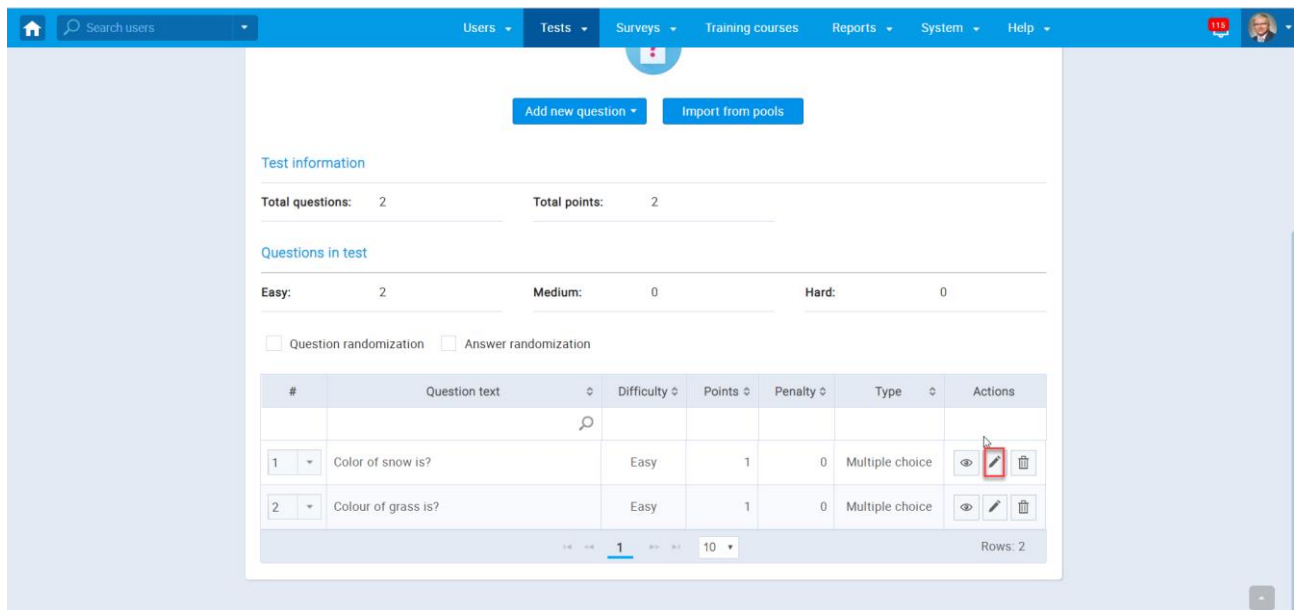 Search users Users Tests Surveys Training courses Reports System Help 115
?
Add new question Import from pools
Test information
Total questions: 2 Total points: 2
Questions in test
Easy: 2 Medium: 0 Hard: 0
Question randomization Answer randomization
# Question text Difficulty Points Penalty Type Actions
1 Color of snow is? Easy 1 0 Multiple choice
2 Colour of grass is? Easy 1 0 Multiple choice
1 10 Rows: 2